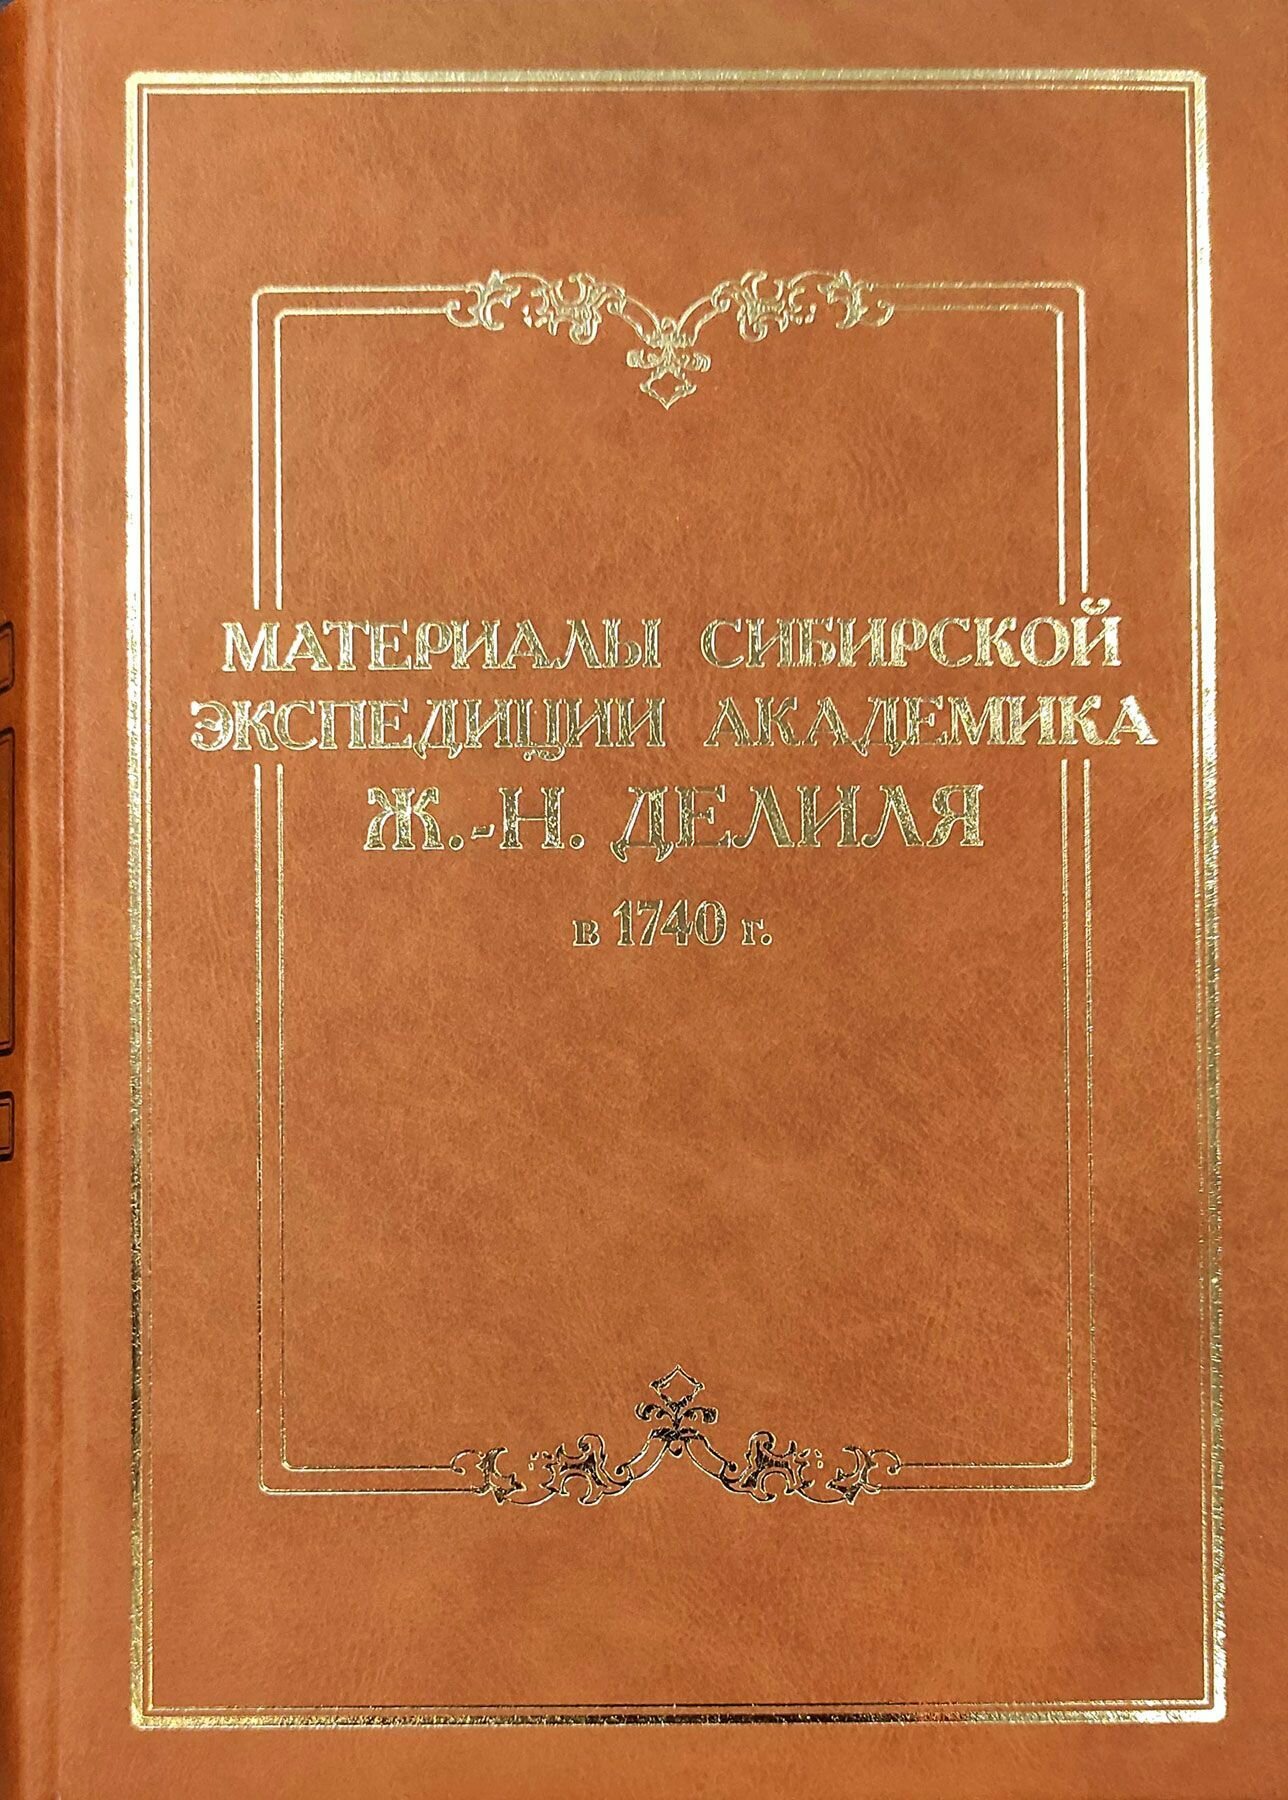 МАТЕРИАЛЫ СИБИРСКОЙ
ЭКСПЕДИЦИИ АКАДЕМИКА
Ж.-Н. ДЕЛИЛЯ
в 1740 г.